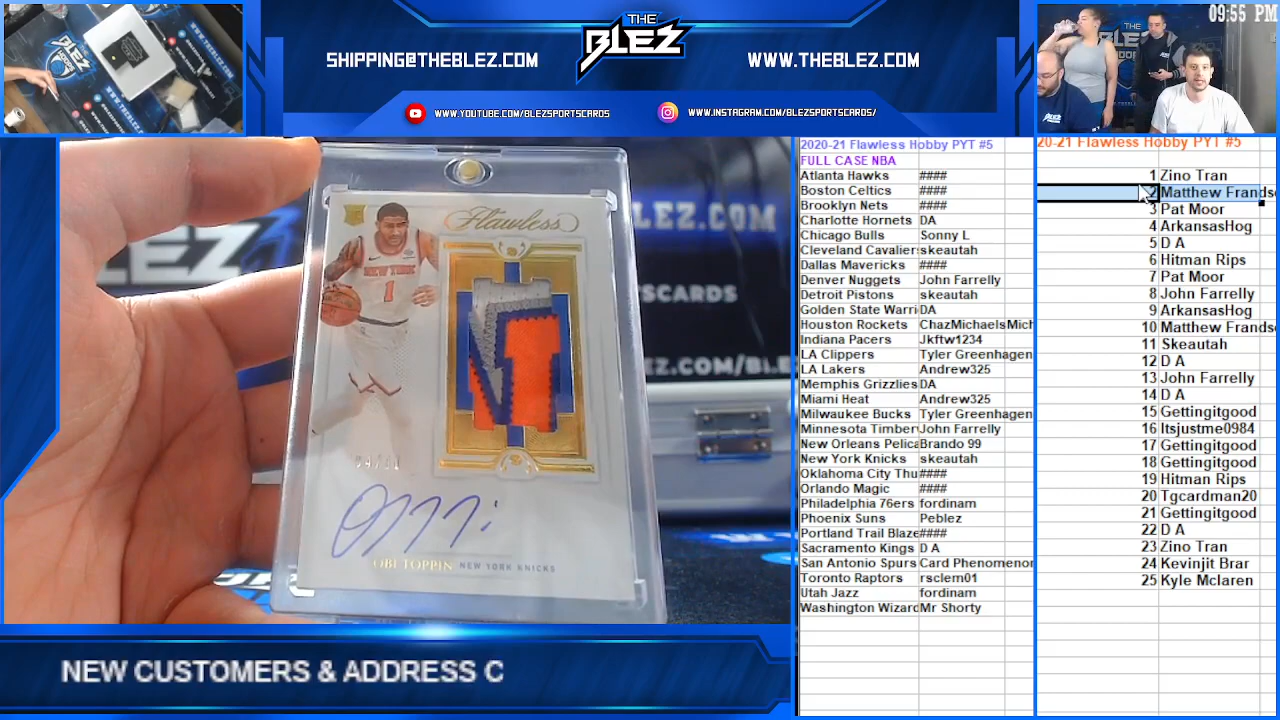 09:55 PM
THE
BLEZ
SHIPPING@THEBLEZ.COM
WWW.THEBLEZ.COM
WWW.YOUTUBE.COM/BLEZSPORTSCARDS
WWW.INSTAGRAM.COM/BLEZSPORTSCARDS/
Flawless
NEW YORK
1
OBI TOPPIN NEW YORK KNICKS
2020-21 Flawless Hobby PYT #5
FULL CASE NBA
Atlanta Hawks ####
Boston Celtics ####
Brooklyn Nets ####
Charlotte Hornets DA
Chicago Bulls Sonny L
Cleveland Cavalier skeautah
Dallas Mavericks ####
Denver Nuggets John Farrelly
Detroit Pistons skeautah
Golden State Warri DA
Houston Rockets ChazMichaelsMich
Indiana Pacers Jkftw1234
LA Clippers Tyler Greenhagen
LA Lakers Andrew325
Memphis Grizzlies DA
Miami Heat Andrew325
Milwaukee Bucks Tyler Greenhagen
Minnesota Timber John Farrelly
New Orleans Pelica Brando 99
New York Knicks skeautah
Oklahoma City Thu ####
Orlando Magic ####
Philadelphia 76ers fordinam
Phoenix Suns Peblez
Portland Trail Blaze ####
Sacramento Kings D A
San Antonio Spurs Card Phenomenon
Toronto Raptors rsclem01
Utah Jazz fordinam
Washington Wizard Mr Shorty
20-21 Flawless Hobby PYT #5
1 Zino Tran
2 Matthew Frands
3 Pat Moor
4 ArkansasHog
5 D A
6 Hitman Rips
7 Pat Moor
8 John Farrelly
9 ArkansasHog
10 Matthew Frands
11 Skeautah
12 D A
13 John Farrelly
14 D A
15 Gettingitgood
16 Itsjustme0984
17 Gettingitgood
18 Gettingitgood
19 Hitman Rips
20 Tgcardman20
21 Gettingitgood
22 D A
23 Zino Tran
24 Kevinjit Brar
25 Kyle Mclaren
NEW CUSTOMERS & ADDRESS C